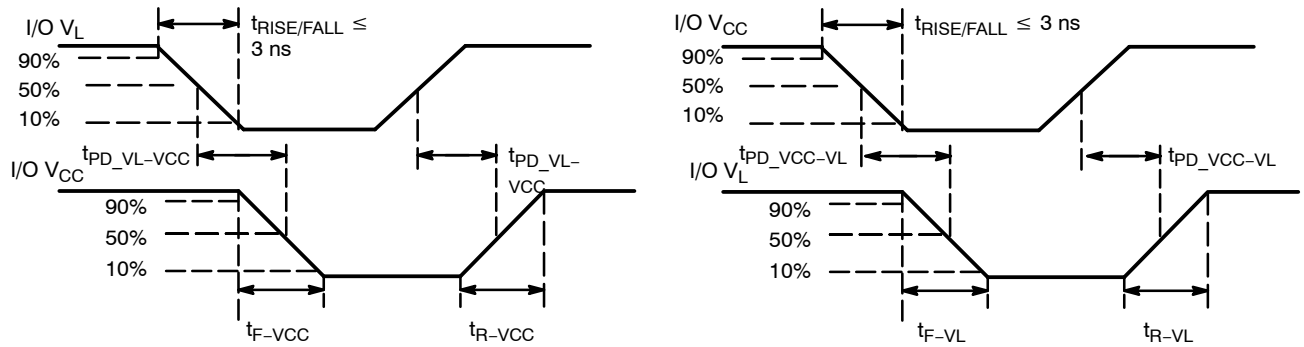 I/O V_L
t_RISE/FALL ≤
3 ns
90%
50%
10%
t_PD_VL–VCC
t_PD_VL–
VCC
I/O V_CC
90%
50%
10%
t_F–VCC
t_R–VCC
I/O V_CC
t_RISE/FALL ≤ 3 ns
90%
50%
10%
t_PD_VCC–VL
t_PD_VCC–VL
I/O V_L
90%
50%
10%
t_F–VL
t_R–VL